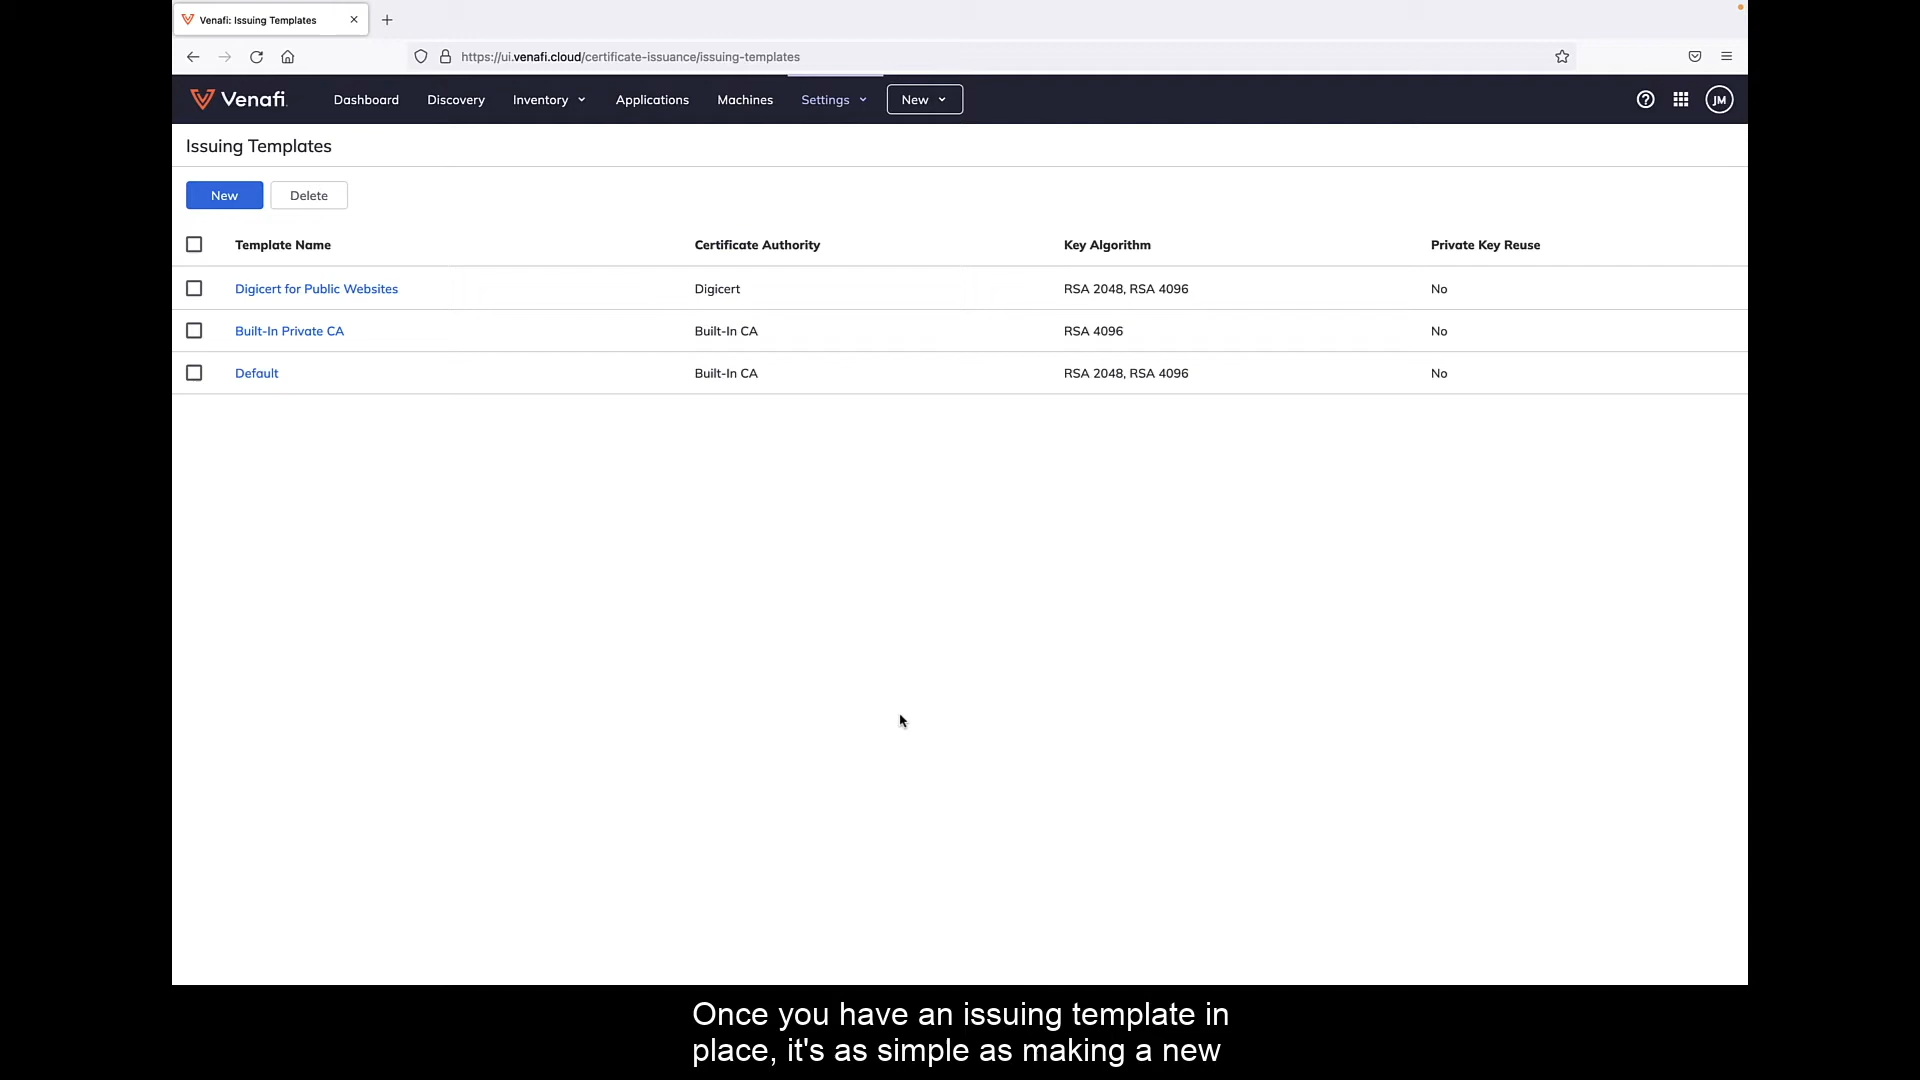 Venafi: Issuing Templates
https://ui.venafi.cloud/certificate-issuance/issuing-templates
Venafi Dashboard Discovery Inventory Applications Machines Settings New JM
Issuing Templates
New Delete
Template Name Certificate Authority Key Algorithm Private Key Reuse
Digicert for Public Websites Digicert RSA 2048, RSA 4096 No
Built-In Private CA Built-In CA RSA 4096 No
Default Built-In CA RSA 2048, RSA 4096 No
Once you have an issuing template in
place, it's as simple as making a new